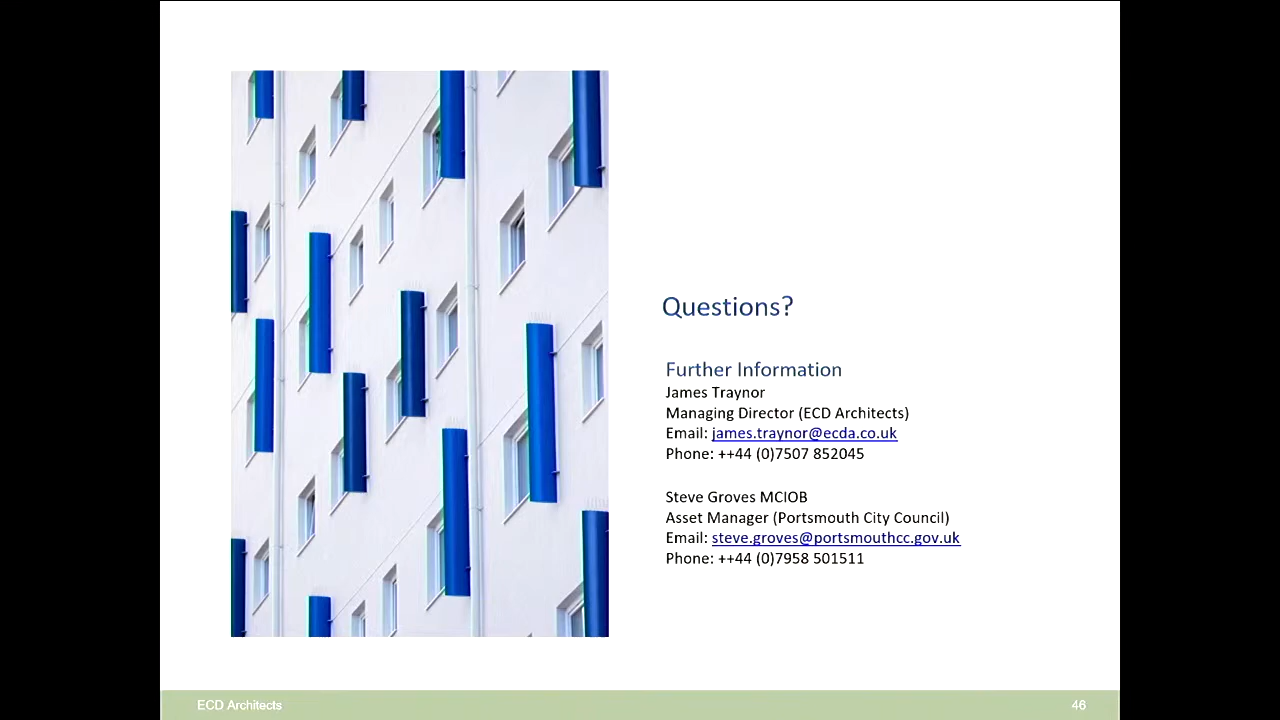 Questions?
Further Information
James Traynor
Managing Director (ECD Architects)
Email: james.traynor@ecda.co.uk
Phone: ++44 (0)7507 852045
Steve Groves MCIOB
Asset Manager (Portsmouth City Council)
Email: steve.groves@portsmouthcc.gov.uk
Phone: ++44 (0)7958 501511
ECD Architects
46